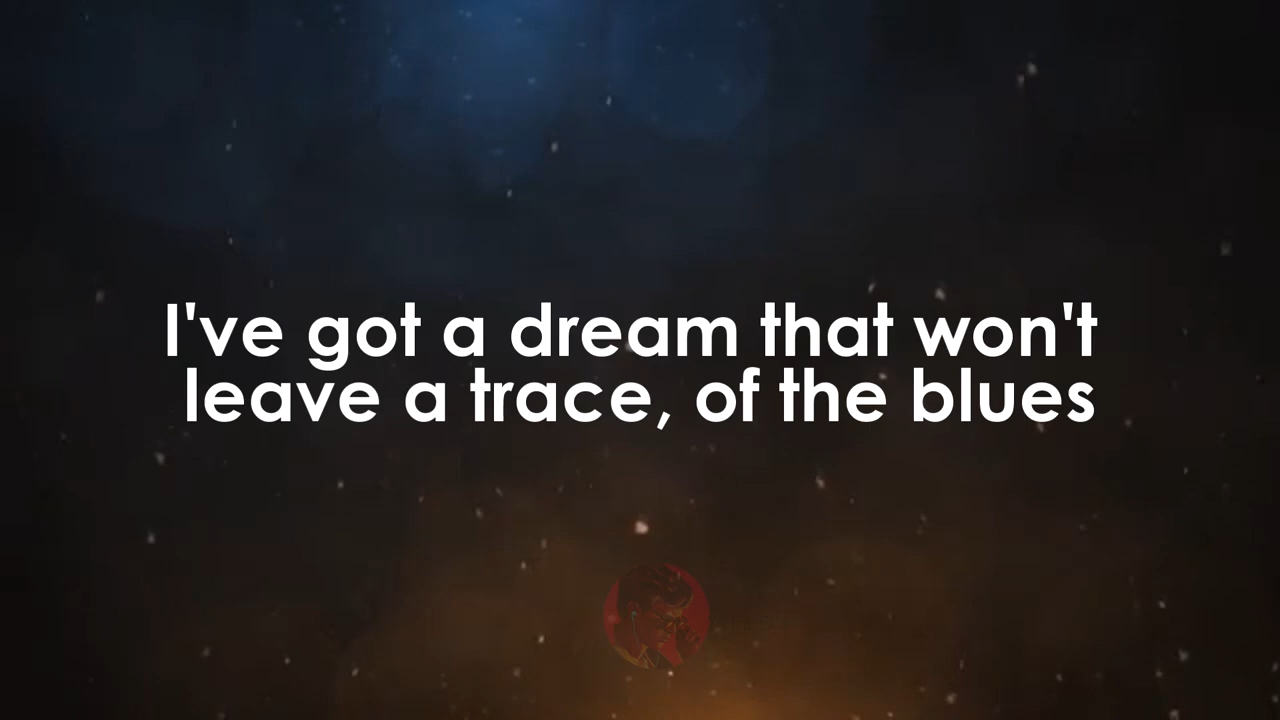 I've got a dream that won't
leave a trace, of the blues